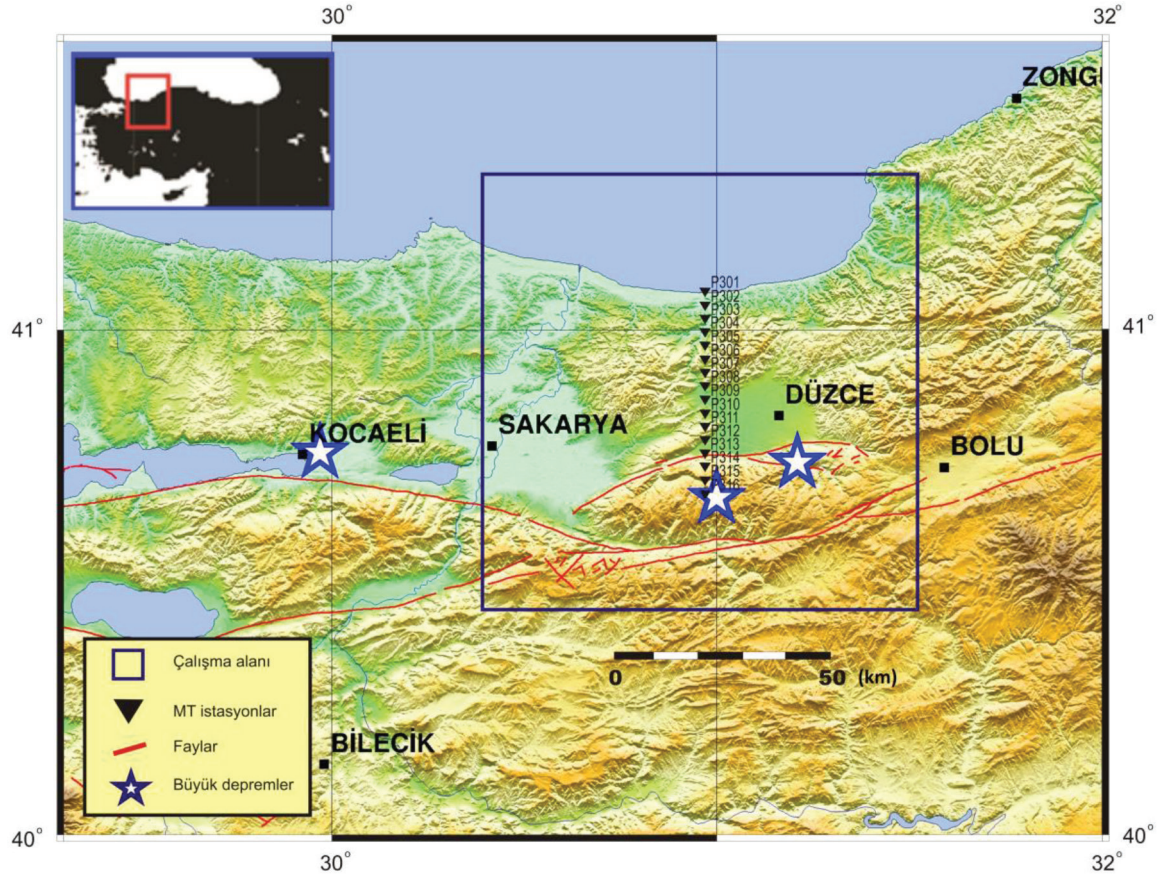 30° 32°
ZONGU
P301
P302
P303
P304
P305
P306
P307
P308
P309
P310
P311
P312
P313
P314
P315
P316
41° 41°
DÜZCE
SAKARYA
KOCAELİ
BOLU
0 50 (km)
Çalışma alanı
MT istasyonlar
Faylar
Büyük depremler
BİLECİK
40° 40°
30° 32°